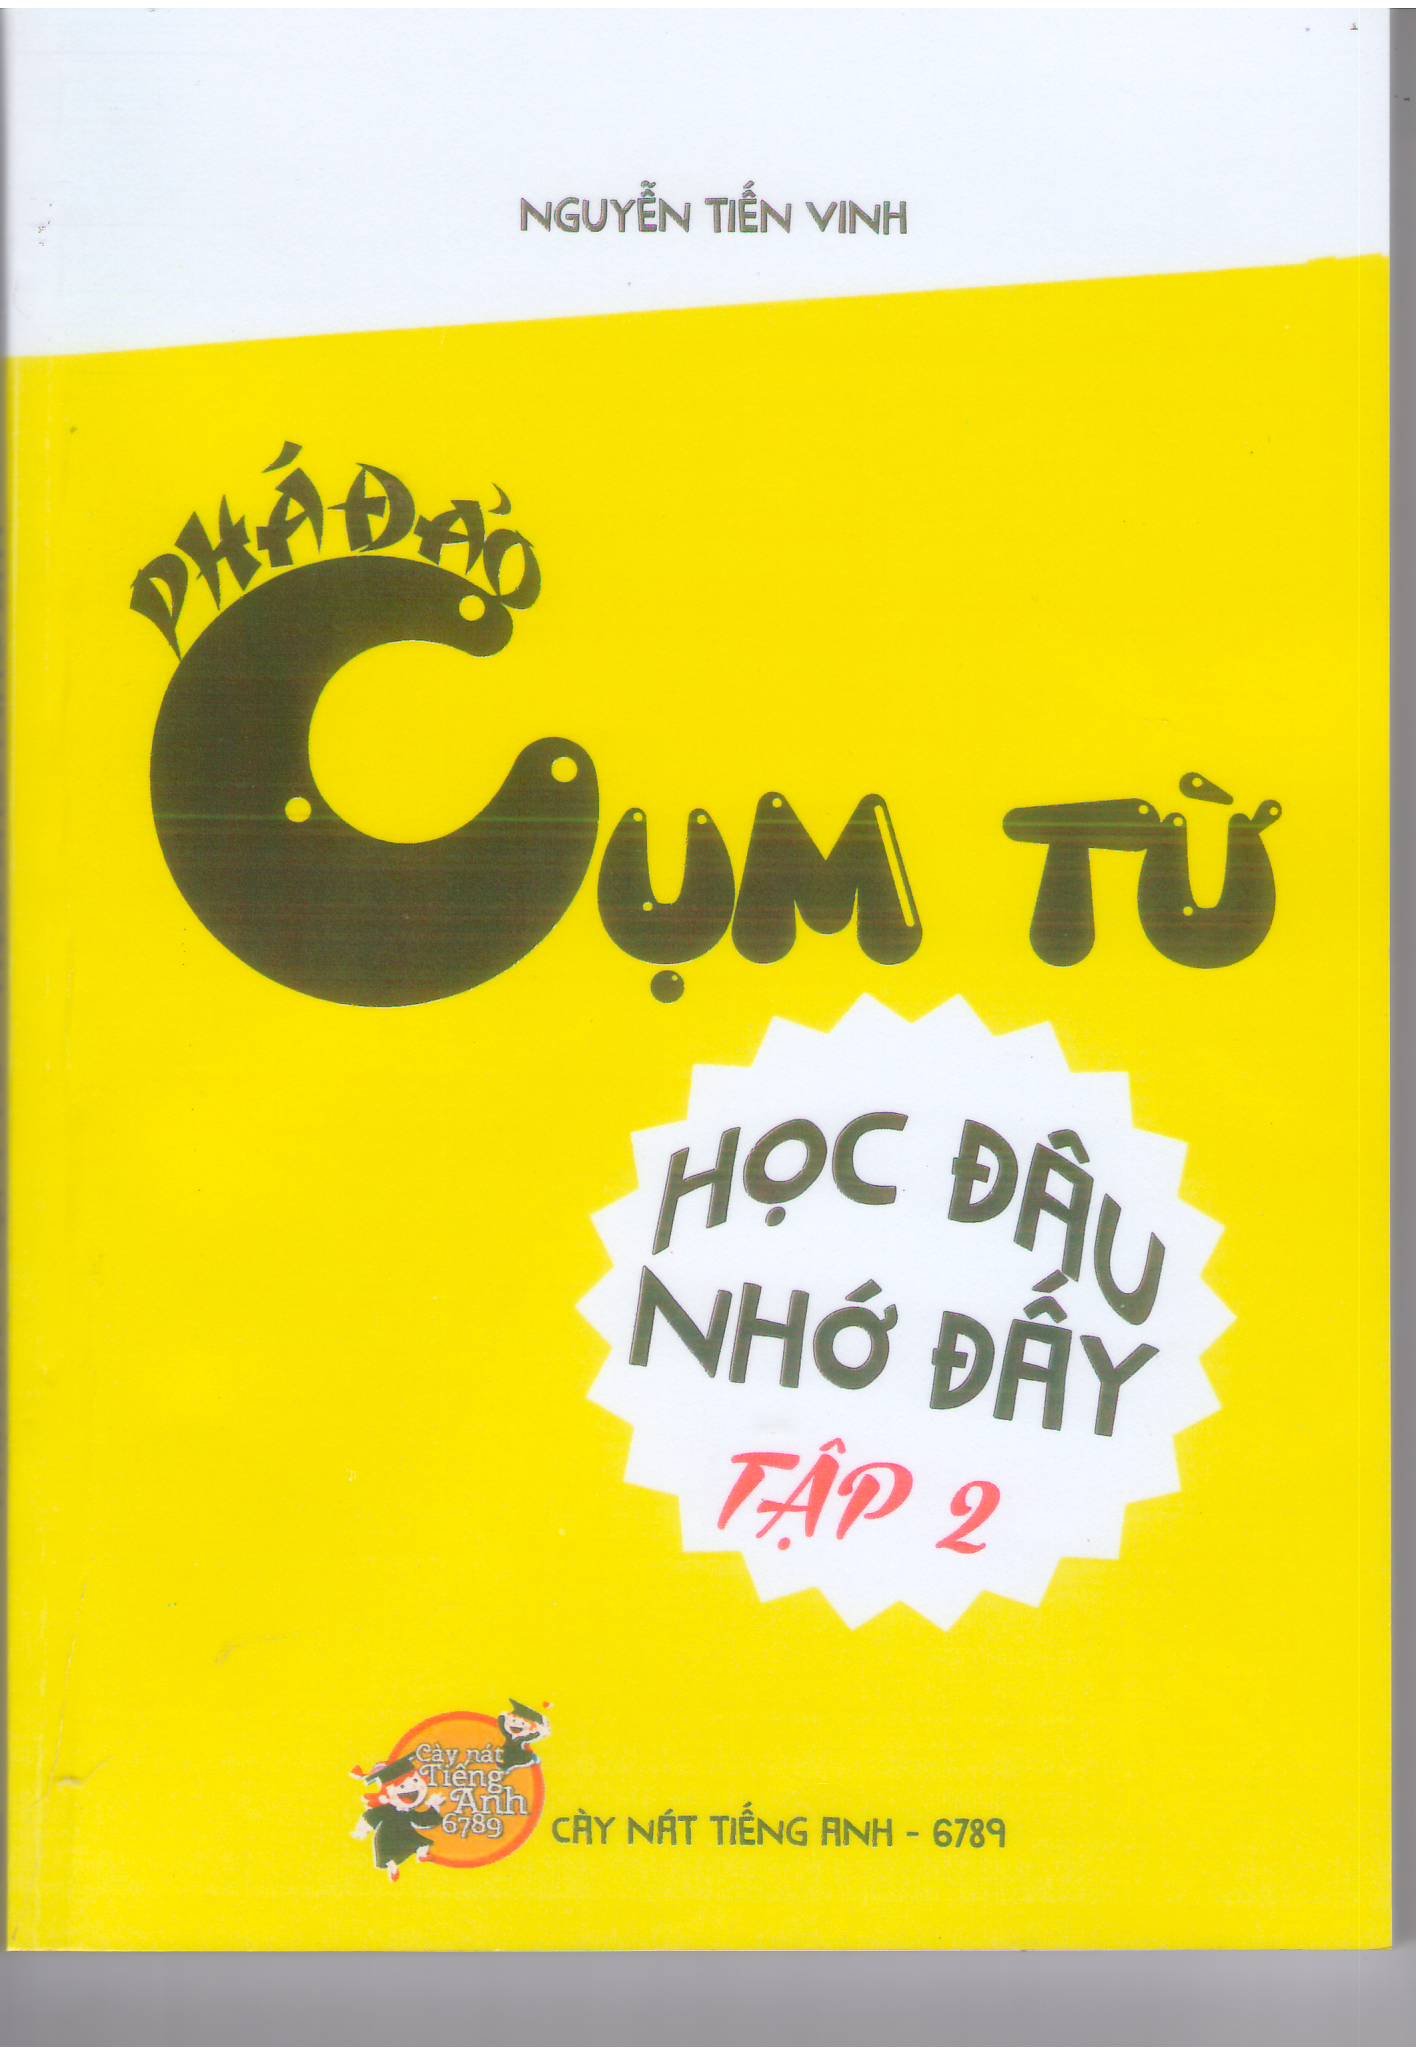 NGUYỄN TIẾN VINH
PHÁ ĐẢO
CỤM TỪ
HỌC ĐÂU
NHỚ ĐẤY
TẬP 2
Cày nát
Tiếng
Anh
6789
CÀY NÁT TIẾNG ANH - 6789